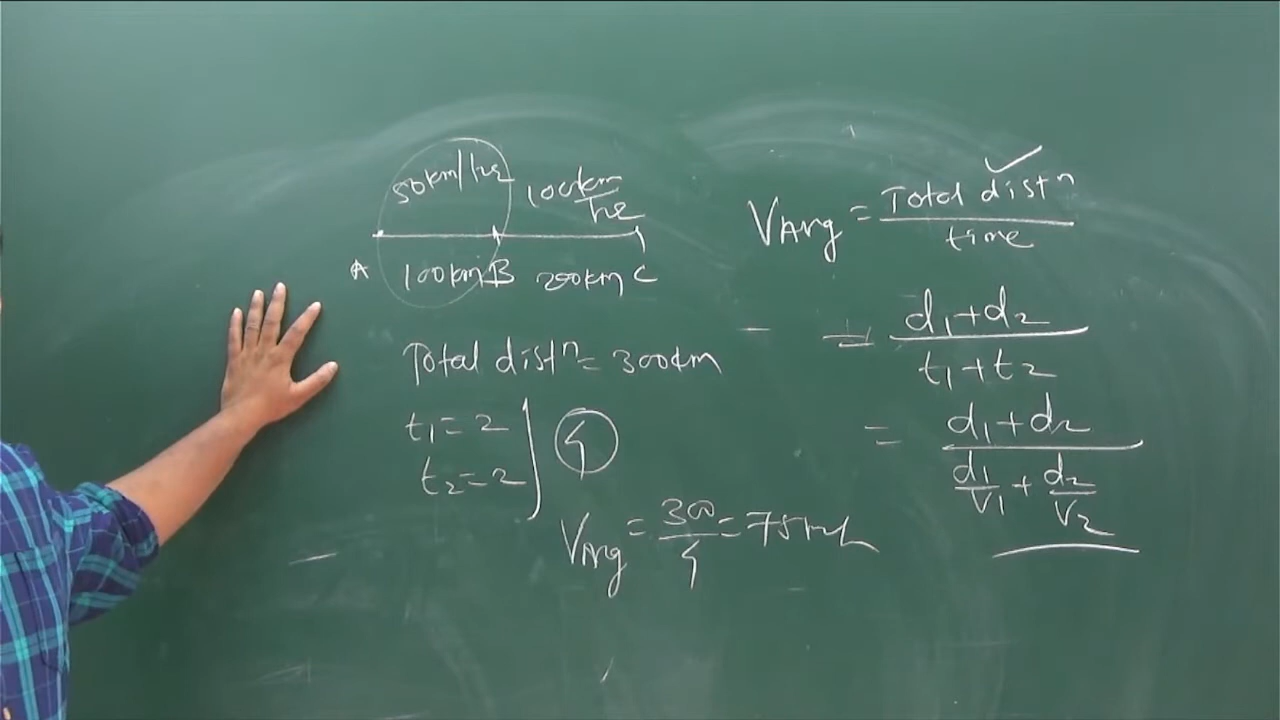 50km/hr 100km/hr
A 100km B 200km C
Total distⁿ = 300km
t₁ = 2
t₂ = 2
4
VAvg = 300/4 = 75km/h
VAvg = Total distⁿ/time
= d₁+d₂/t₁+t₂
= d₁+d₂/d₁/V₁ + d₂/V₂